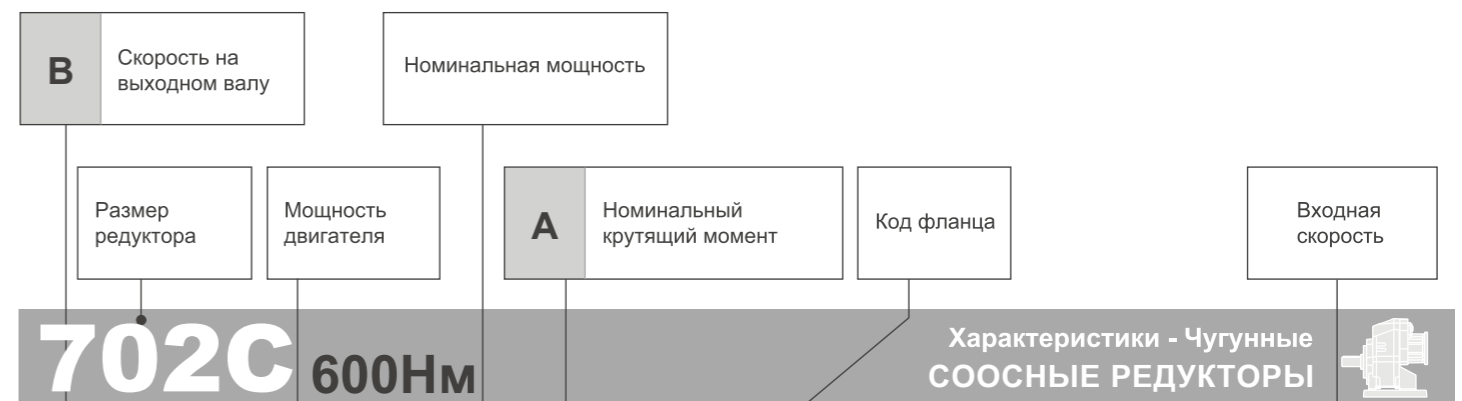 B
Скорость на
выходном валу
Номинальная мощность
Размер
редуктора
Мощность
двигателя
A
Номинальный
крутящий момент
Код фланца
Входная
скорость
702C 600Нм
Характеристики - Чугунные
СООСНЫЕ РЕДУКТОРЫ